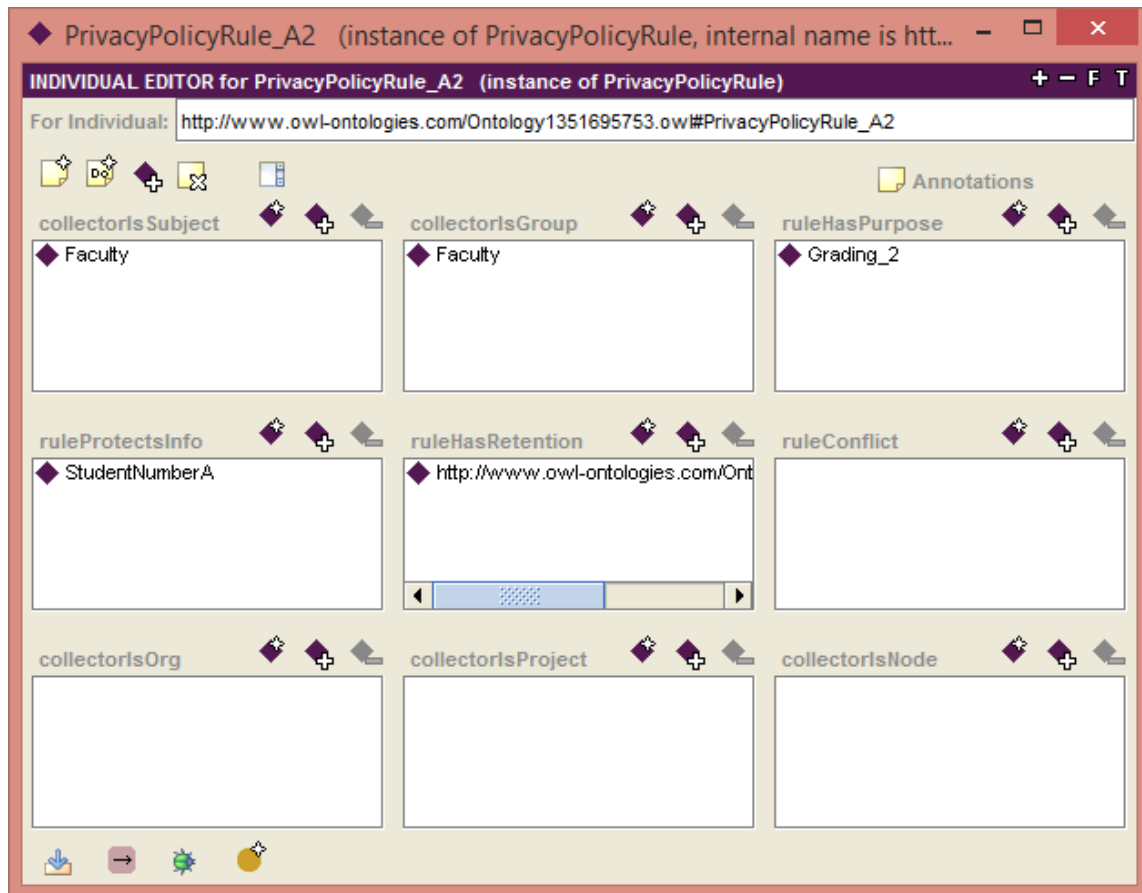 PrivacyPolicyRule_A2 (instance of PrivacyPolicyRule, internal name is htt...
INDIVIDUAL EDITOR for PrivacyPolicyRule_A2 (instance of PrivacyPolicyRule) + − F T
For Individual: http://www.owl-ontologies.com/Ontology1351695753.owl#PrivacyPolicyRule_A2
Annotations
collectorIsSubject collectorIsGroup ruleHasPurpose
Faculty Faculty Grading_2
ruleProtectsInfo ruleHasRetention ruleConflict
StudentNumberA http://www.owl-ontologies.com/Ont
collectorIsOrg collectorIsProject collectorIsNode